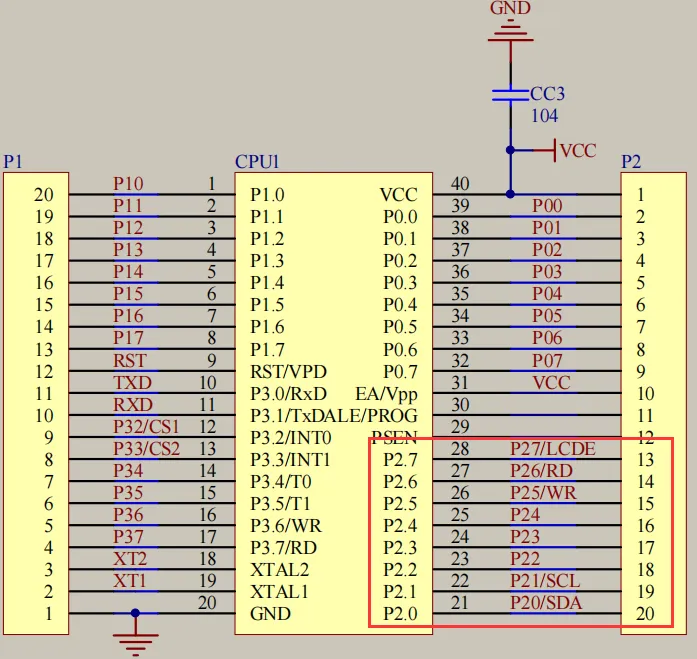 GND
CC3
104
VCC
P1 CPU1 P2
20 P10 1 P1.0 VCC 40 1
19 P11 2 P1.1 P0.0 39 P00 2
18 P12 3 P1.2 P0.1 38 P01 3
17 P13 4 P1.3 P0.2 37 P02 4
16 P14 5 P1.4 P0.3 36 P03 5
15 P15 6 P1.5 P0.4 35 P04 6
14 P16 7 P1.6 P0.5 34 P05 7
13 P17 8 P1.7 P0.6 33 P06 8
12 RST 9 RST/VPD P0.7 32 P07 9
11 TXD 10 P3.0/RxD EA/Vpp 31 VCC 10
10 RXD 11 P3.1/TxD ALE/PROG 30 11
9 P32/CS1 12 P3.2/INT0 PSEN 29 12
8 P33/CS2 13 P3.3/INT1 P2.7 28 P27/LCDE 13
7 P34 14 P3.4/T0 P2.6 27 P26/RD 14
6 P35 15 P3.5/T1 P2.5 26 P25/WR 15
5 P36 16 P3.6/WR P2.4 25 P24 16
4 P37 17 P3.7/RD P2.3 24 P23 17
3 XT2 18 XTAL2 P2.2 23 P22 18
2 XT1 19 XTAL1 P2.1 22 P21/SCL 19
1 20 GND P2.0 21 P20/SDA 20